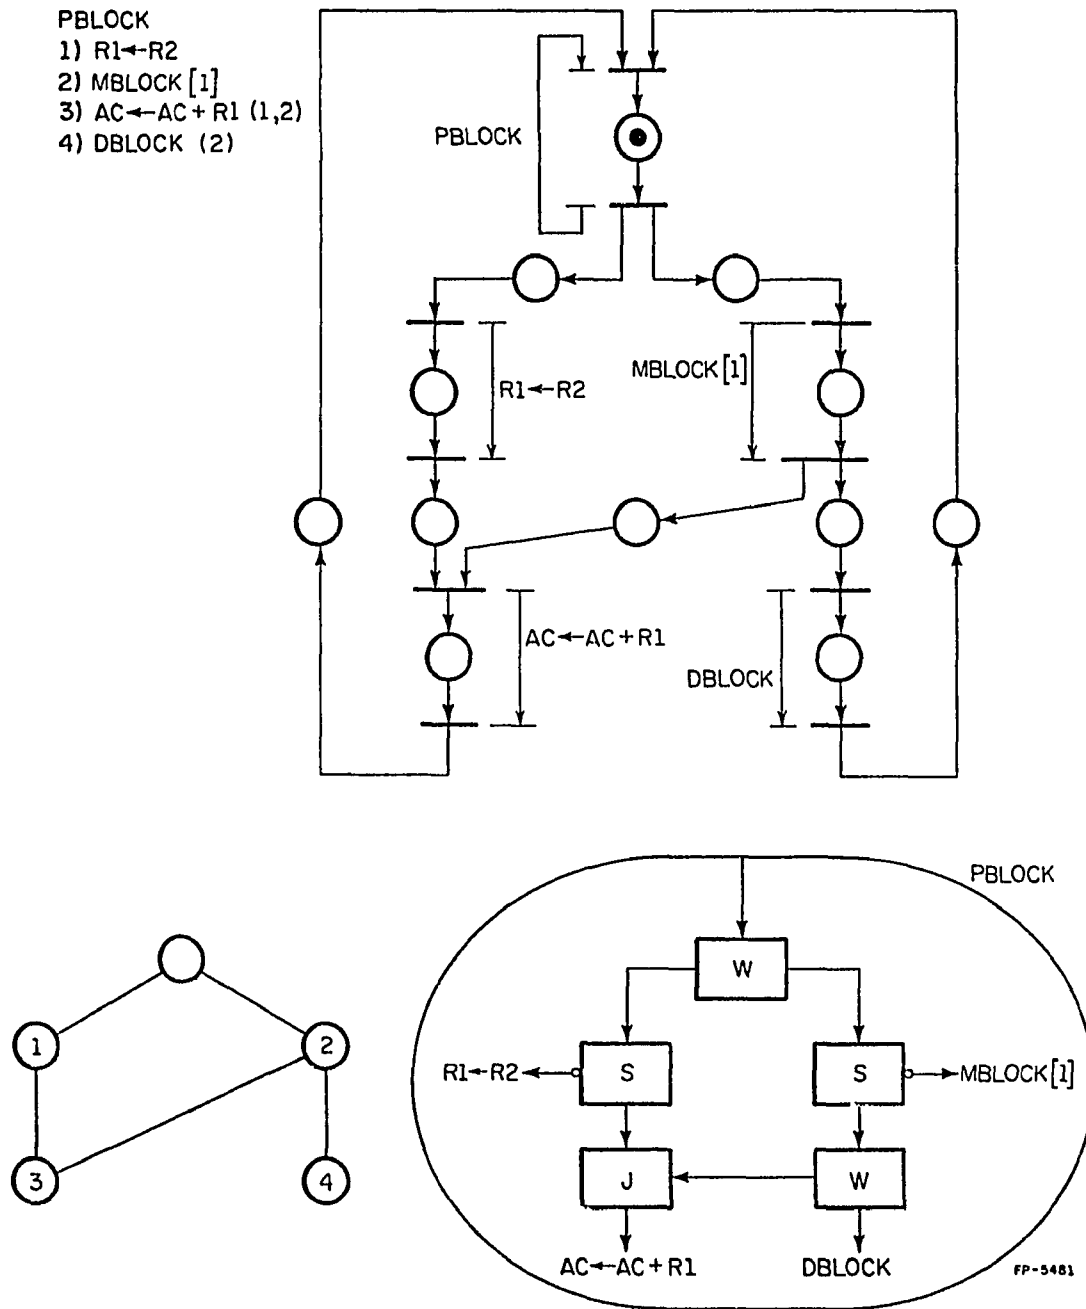 PBLOCK
1) R1←R2
2) MBLOCK[1]
3) AC←AC+R1 (1,2)
4) DBLOCK (2)
PBLOCK
MBLOCK[1]
R1←R2
AC←AC+R1
DBLOCK
PBLOCK
W
1
2
R1←R2
S
S
MBLOCK[1]
3
4
J
W
AC←AC+R1
DBLOCK
FP-5481